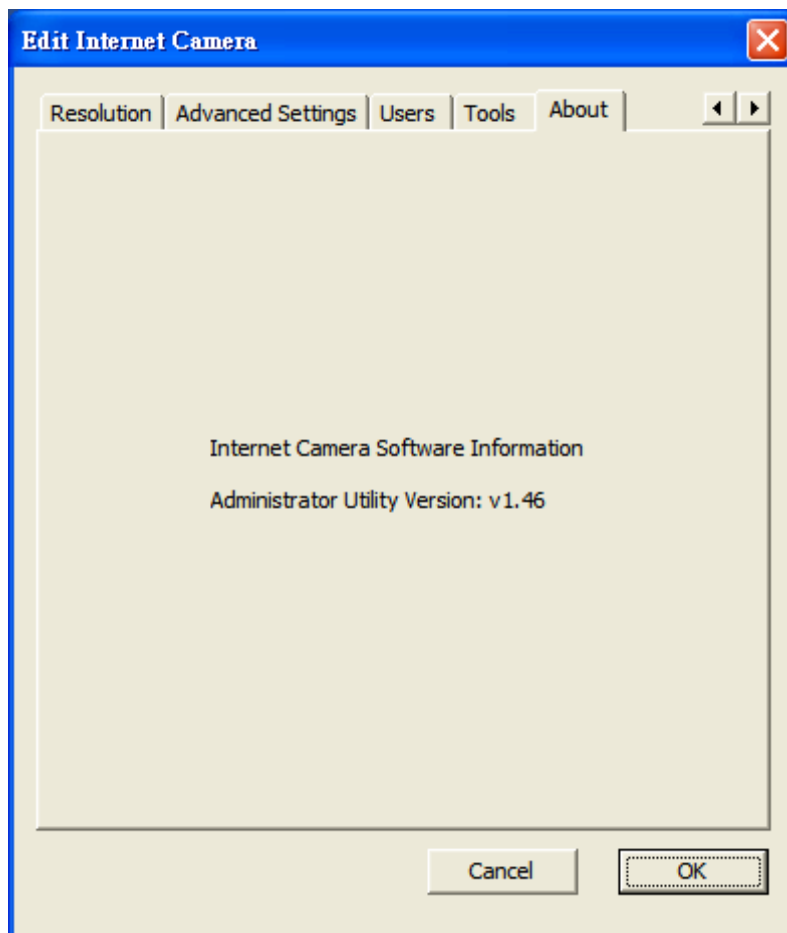 Edit Internet Camera
Resolution Advanced Settings Users Tools About
Internet Camera Software Information
Administrator Utility Version: v1.46
Cancel OK